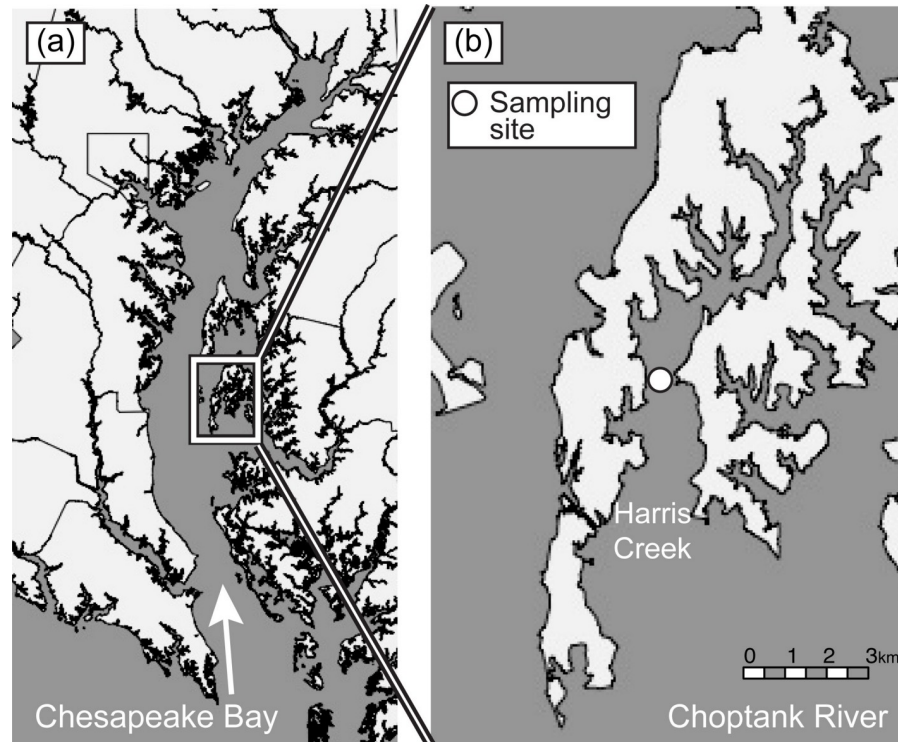 (a)
Chesapeake Bay
(b)
Sampling
site
Harris
Creek
0 1 2 3km
Choptank River